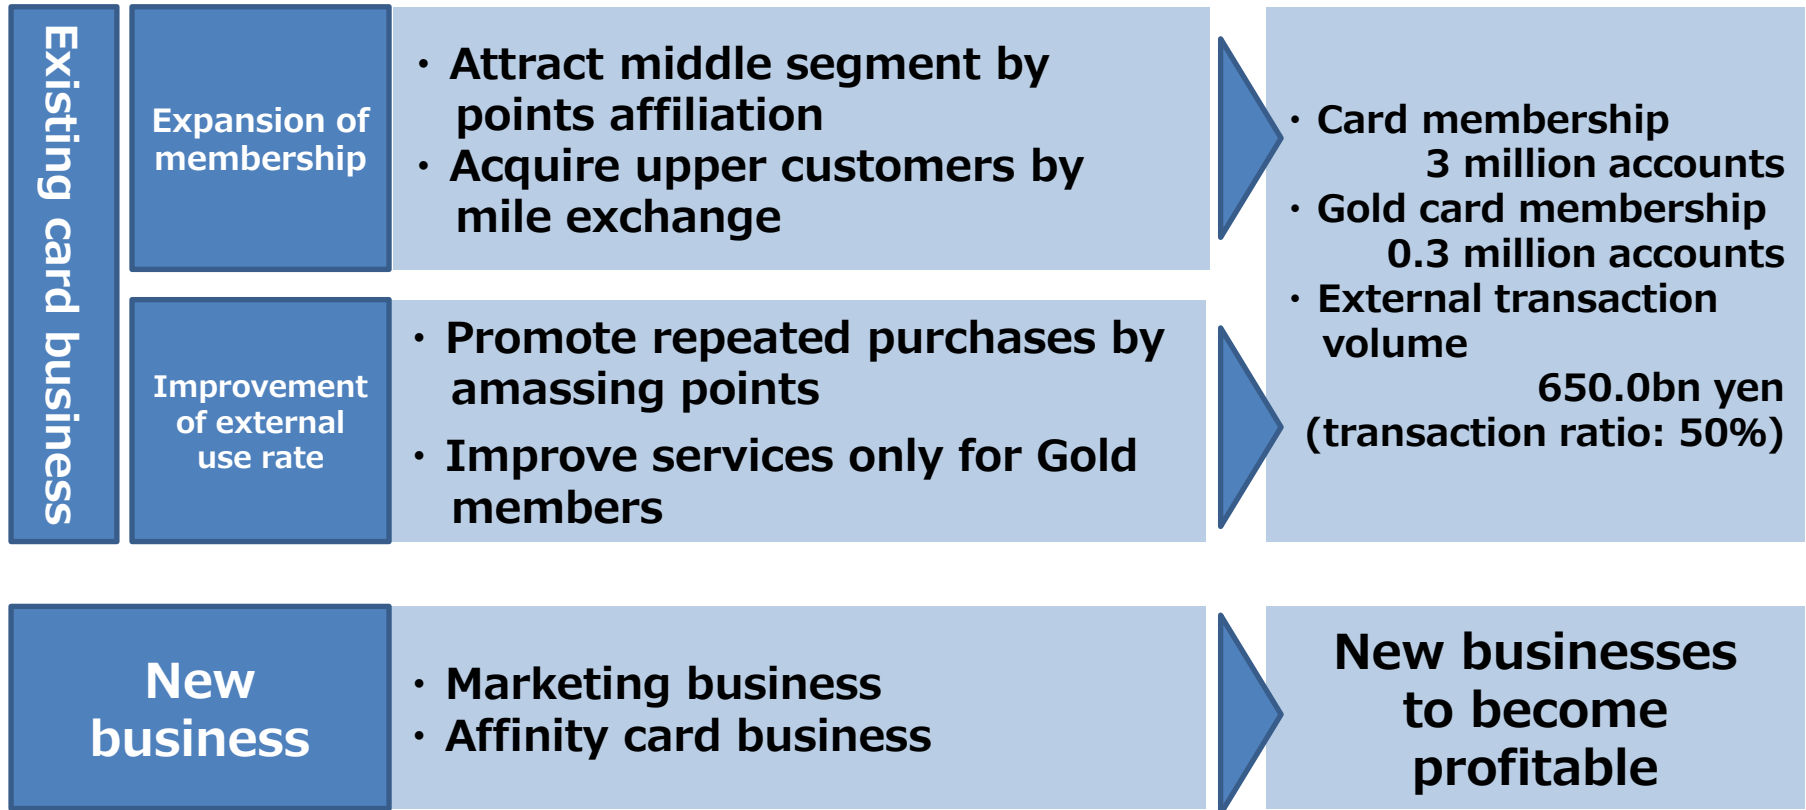 Existing card business
Expansion of
membership
・ Attract middle segment by
points affiliation
・ Acquire upper customers by
mile exchange
Improvement
of external
use rate
・ Promote repeated purchases by
amassing points
・ Improve services only for Gold
members
・ Card membership
3 million accounts
・ Gold card membership
0.3 million accounts
・ External transaction
volume
650.0bn yen
(transaction ratio: 50%)
New
business
・ Marketing business
・ Affinity card business
New businesses
to become
profitable